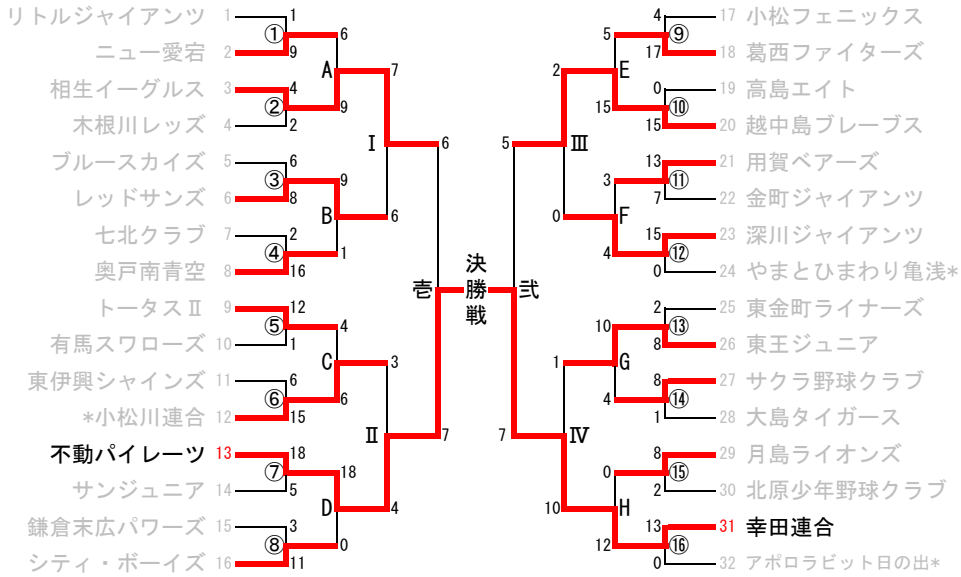 リトルジャイアンツ 1 1
① 6
ニュー愛宕 2 9
A 7
相生イーグルス 3 4
② 9
木根川レッズ 4 2
Ⅰ 6
ブルースカイズ 5 6
③ 9
レッドサンズ 6 8
B 6
七北クラブ 7 2
④ 1
奥戸南青空 8 16
壱
トータスⅡ 9 12
⑤ 4
有馬スワローズ 10 1
C 3
東伊興シャインズ 11 6
⑥ 6
*小松川連合 12 15
Ⅱ 7
不動パイレーツ 13 18
⑦ 18
サンジュニア 14 5
D 4
鎌倉末広パワーズ 15 3
⑧ 0
シティ・ボーイズ 16 11
決勝戦
4 17 小松フェニックス
5 ⑨
17 18 葛西ファイターズ
2 E
0 19 高島エイト
15 ⑩
15 20 越中島ブレーブス
5 Ⅲ
13 21 用賀ベアーズ
3 ⑪
7 22 金町ジャイアンツ
0 F
15 23 深川ジャイアンツ
4 ⑫
0 24 やまとひまわり亀浅*
弐
2 25 東金町ライナーズ
10 ⑬
8 26 東王ジュニア
1 G
8 27 サクラ野球クラブ
4 ⑭
1 28 大島タイガース
7 Ⅳ
8 29 月島ライオンズ
0 ⑮
2 30 北原少年野球クラブ
10 H
13 31 幸田連合
12 ⑯
0 32 アポロラビット日の出*